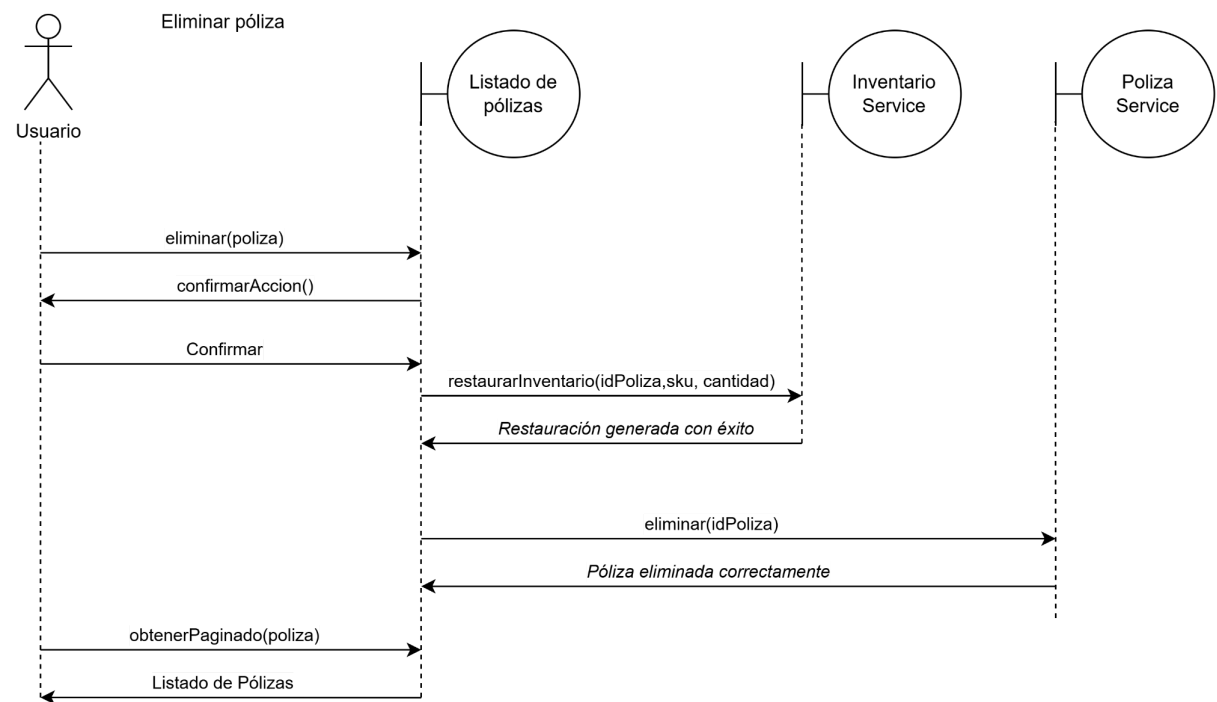 Eliminar póliza
Usuario
Listado de
pólizas
Inventario
Service
Poliza
Service
eliminar(poliza)
confirmarAccion()
Confirmar
restaurarInventario(idPoliza,sku, cantidad)
Restauración generada con éxito
eliminar(idPoliza)
Póliza eliminada correctamente
obtenerPaginado(poliza)
Listado de Pólizas